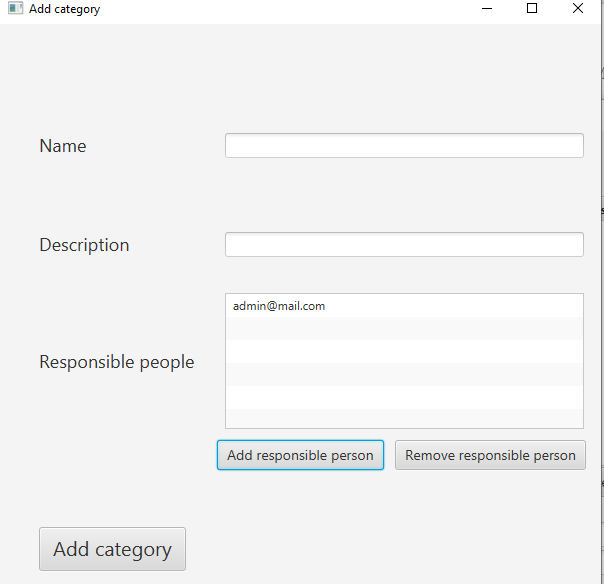 Add category
Name
Description
admin@mail.com
Responsible people
Add responsible person
Remove responsible person
Add category